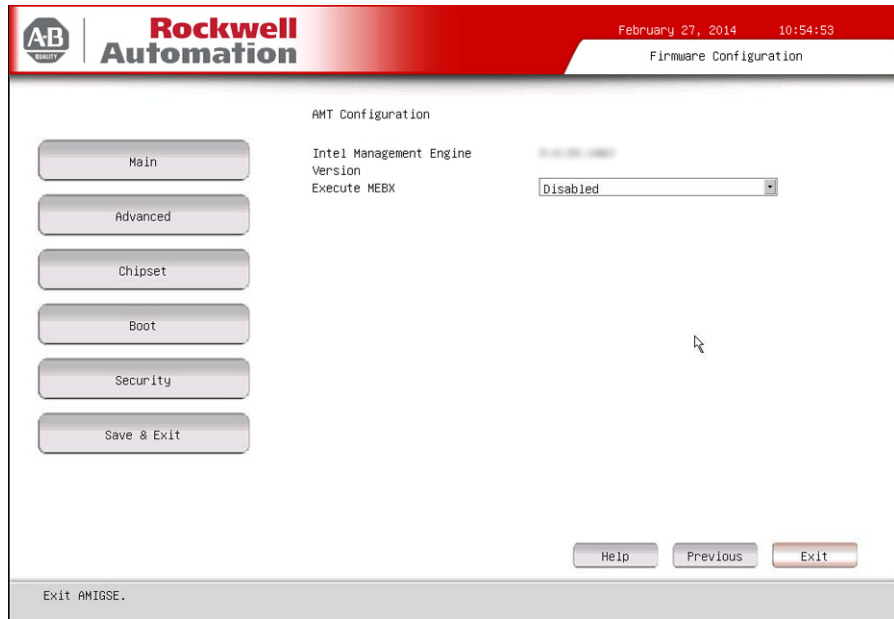 A·B
QUALITY
Rockwell
Automation
February 27, 2014 10:54:53
Firmware Configuration
AMT Configuration
Main
Advanced
Chipset
Boot
Security
Save & Exit
Intel Management Engine
Version
Execute MEBX Disabled
Help Previous Exit
Exit AMIGSE.